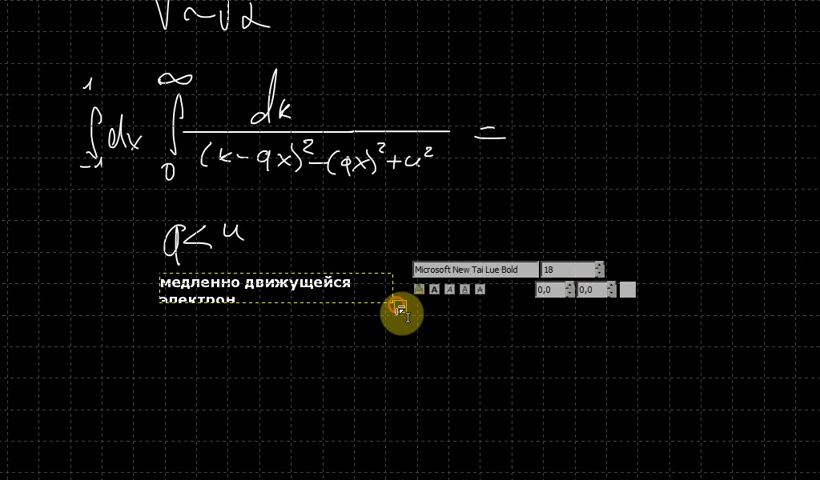 √ ~ √α
∫₋₁¹ dx ∫₀^∞ dk / ((k-qx)²-(qx)²+u²) =
q < u
медленно движущейся
электрон
Microsoft New Tai Lue Bold 18
A A A A 0,0 0,0